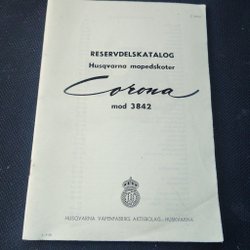 RESERVDELSKATALOG
Husqvarna mopedskoter
Corona
mod 3842
HUSQVARNA VAPENFABRIKS AKTIEBOLAG · HUSKVARNA